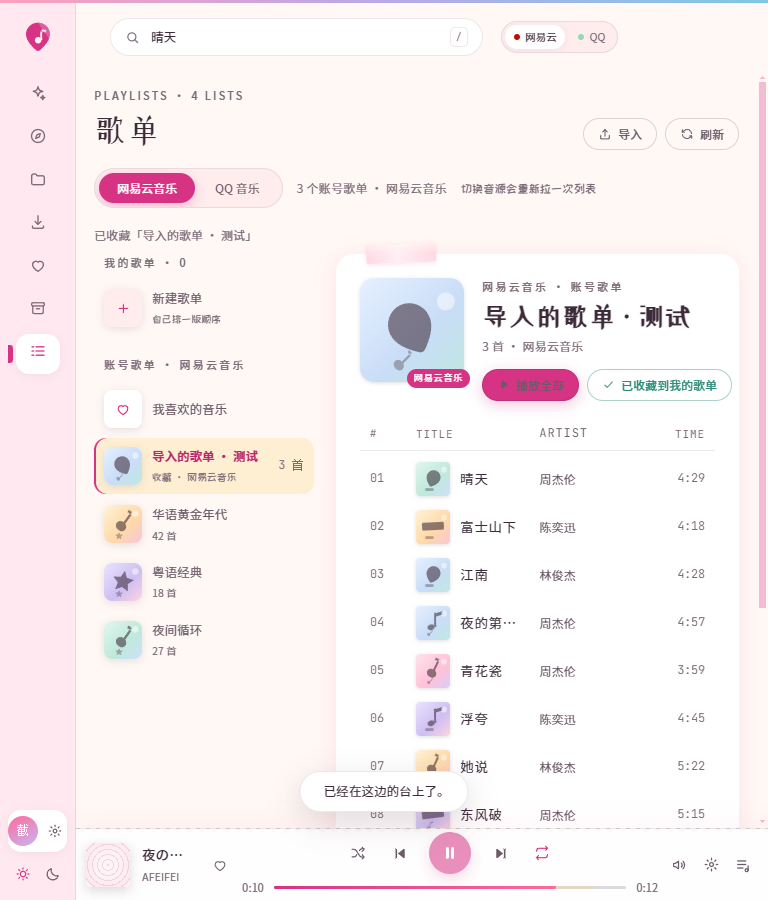 晴天
/
网易云
QQ
PLAYLISTS • 4 LISTS
歌单
导入
刷新
网易云音乐
QQ 音乐
3 个账号歌单 • 网易云音乐
切换音源会重新拉一次列表
已收藏「导入的歌单 • 测试」
我的歌单 • 0
新建歌单
自己排一版顺序
账号歌单 • 网易云音乐
我喜欢的音乐
导入的歌单 • 测试
收藏 • 网易云音乐
3 首
华语黄金年代
42 首
粤语经典
18 首
夜间循环
27 首
网易云音乐
网易云音乐 • 账号歌单
导入的歌单 · 测试
3 首 • 网易云音乐
播放全部
已收藏到我的歌单
# TITLE ARTIST TIME
01 晴天 周杰伦 4:29
02 富士山下 陈奕迅 4:18
03 江南 林俊杰 4:28
04 夜的第… 周杰伦 4:57
05 青花瓷 周杰伦 3:59
06 浮夸 陈奕迅 4:45
07 她说 林俊杰 5:22
08 东风破 周杰伦 5:15
已经在这边的台上了。
截
夜の…
AFEIFEI
0:10
0:12